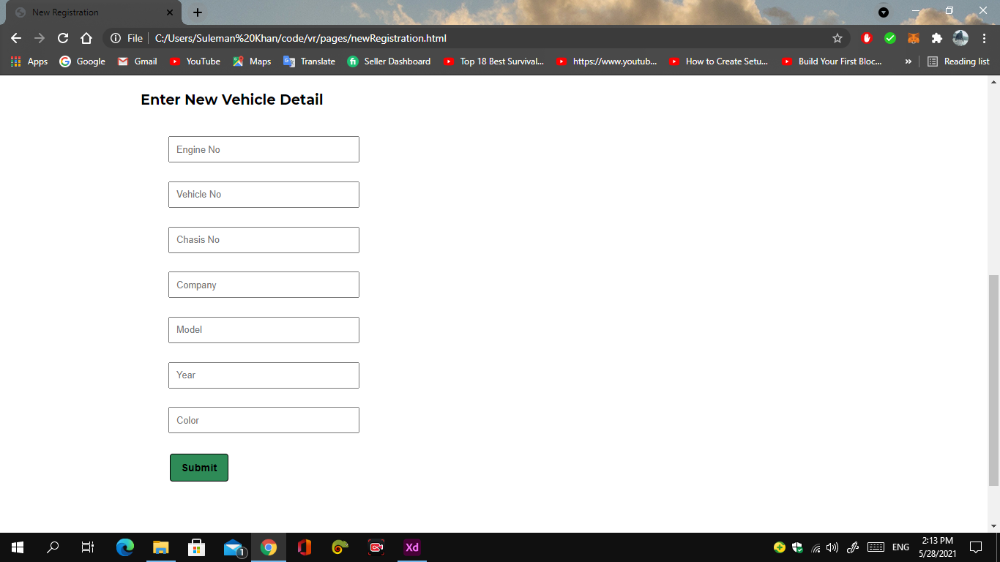 New Registration
File C:/Users/Suleman%20Khan/code/vr/pages/newRegistration.html
Apps Google Gmail YouTube Maps Translate Seller Dashboard Top 18 Best Survival... https://www.youtub... How to Create Setu... Build Your First Bloc... » Reading list
Enter New Vehicle Detail
Engine No
Vehicle No
Chasis No
Company
Model
Year
Color
Submit
1 Xd ENG 2:13 PM
5/28/2021